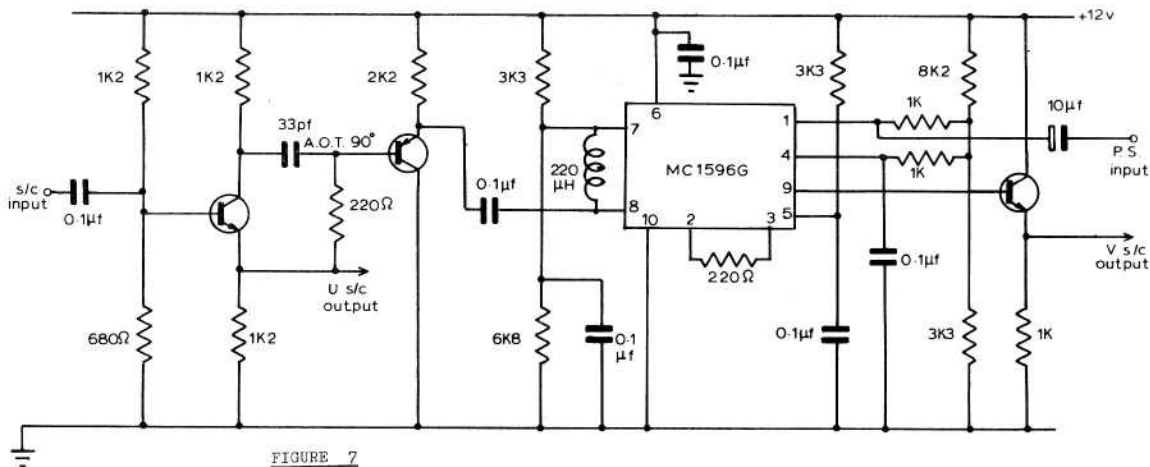 +12v
1K2
1K2
2K2
3K3
0·1µf
3K3
8K2
6
33pf
A.O.T. 90°
7
1
1K
10µf
P.S.
input
220
µH
MC1596G
4
1K
s/c
input
0·1µf
220Ω
0·1µf
8
9
10
2
3
5
220Ω
0·1µf
V s/c
output
U s/c
output
680Ω
1K2
6K8
0·1
µf
0·1µf
3K3
1K
FIGURE 7